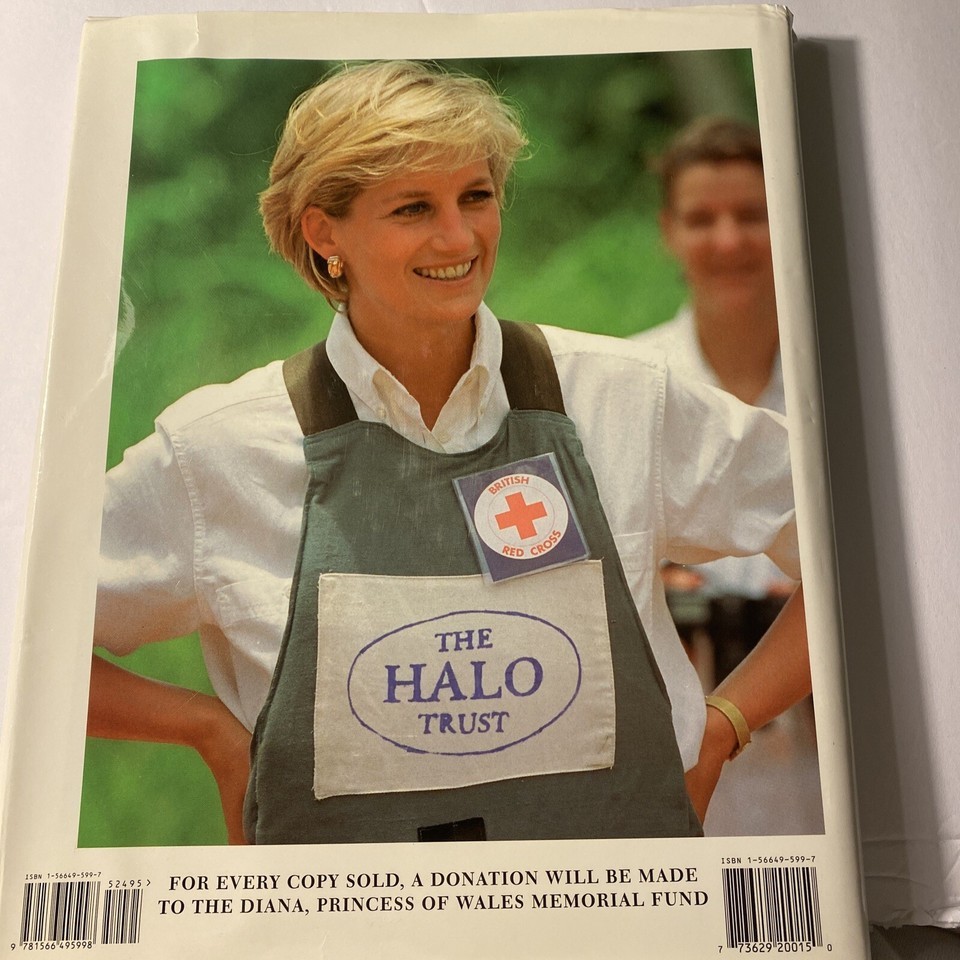 BRITISH
RED CROSS
THE
HALO
TRUST
ISBN 1-56649-599-7
52495>
9 781566 495998
FOR EVERY COPY SOLD, A DONATION WILL BE MADE
TO THE DIANA, PRINCESS OF WALES MEMORIAL FUND
ISBN 1-56649-599-7
7 73629 20015 0